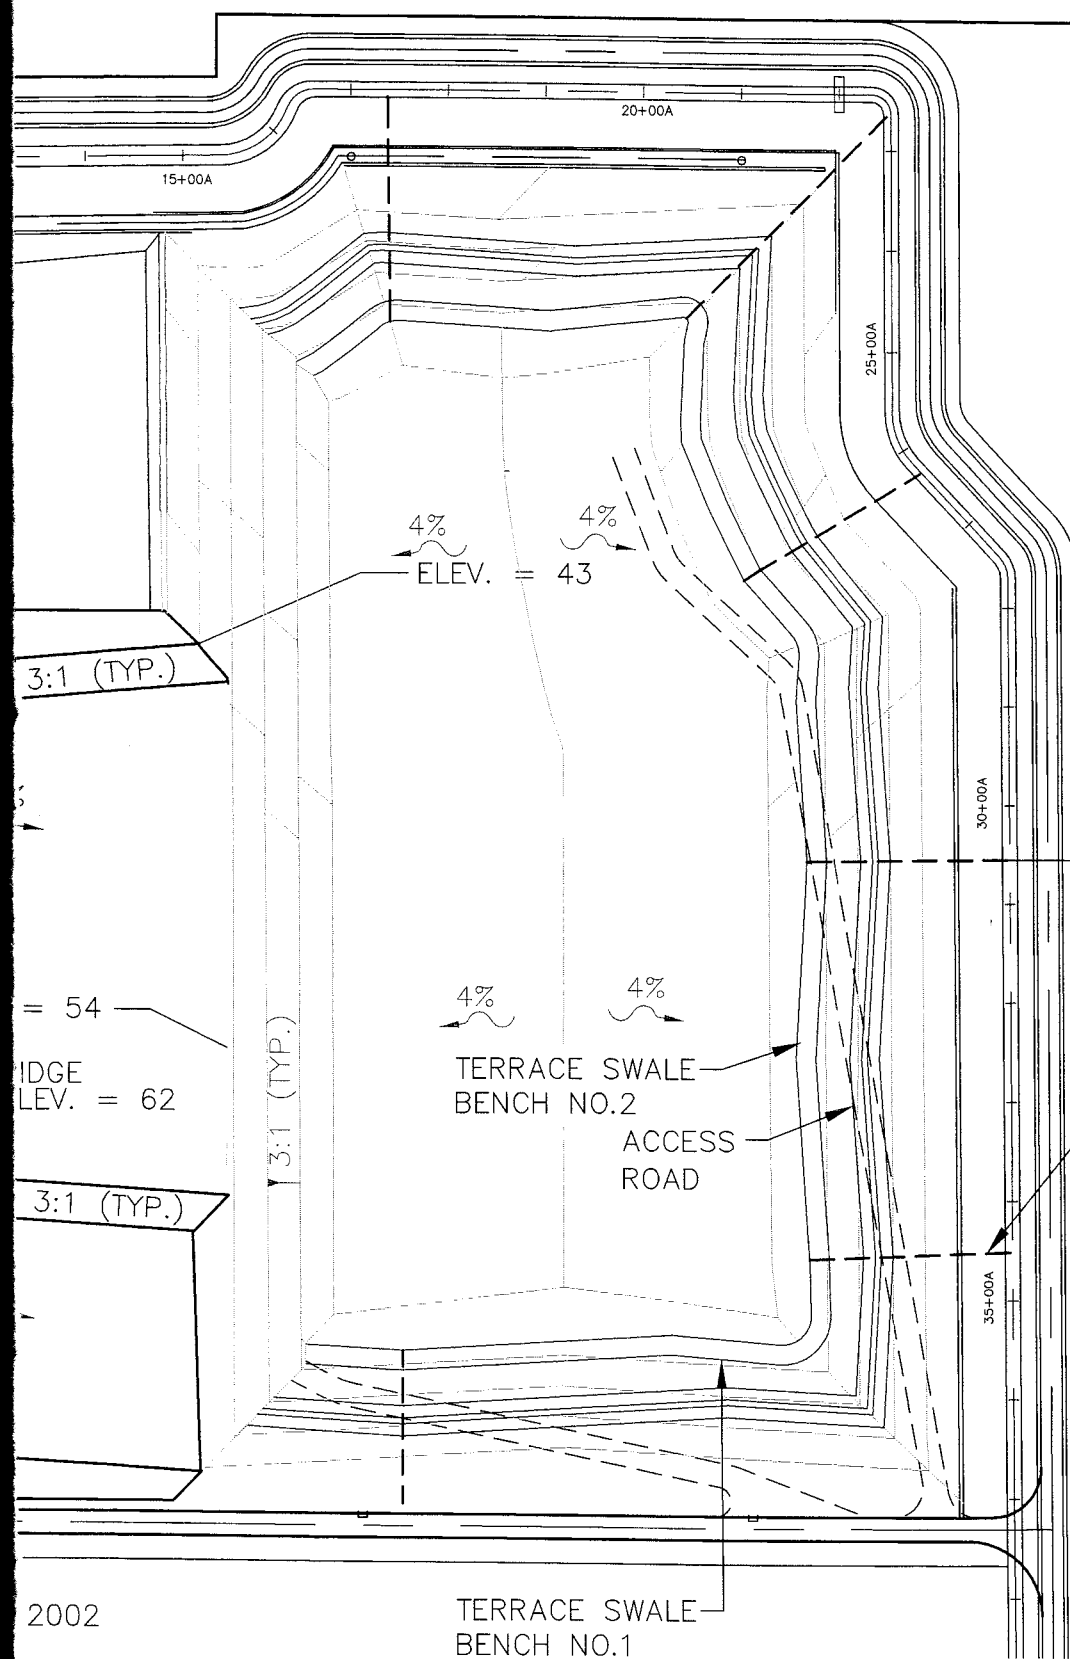 20+00A
15+00A
25+00A
4%
4%
ELEV. = 43
3:1 (TYP.)
30+00A
= 54
4%
4%
3:1 (TYP.)
TERRACE SWALE
BENCH NO.2
IDGE
LEV. = 62
ACCESS
ROAD
3:1 (TYP.)
35+00A
2002
TERRACE SWALE
BENCH NO.1